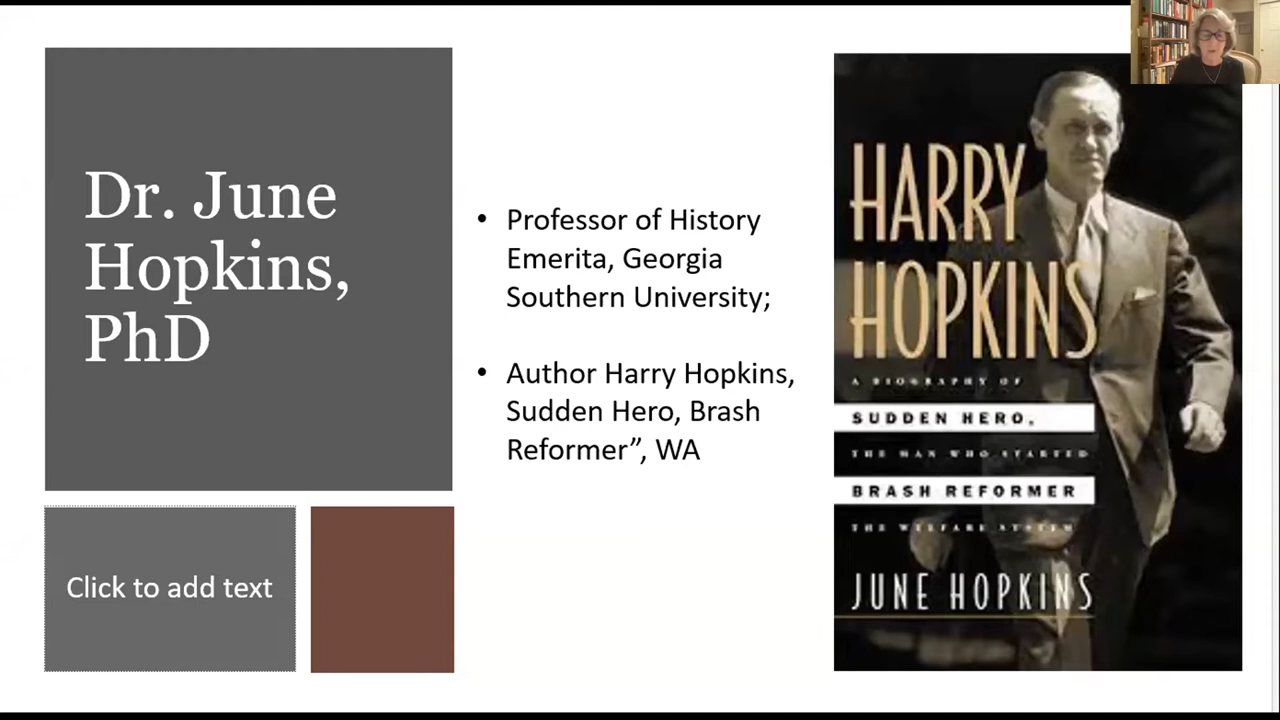 Dr. June
Hopkins,
PhD
Click to add text
• Professor of History
Emerita, Georgia
Southern University;
• Author Harry Hopkins,
Sudden Hero, Brash
Reformer”, WA
HARRY
HOPKINS
A BIOGRAPHY OF
SUDDEN HERO,
THE MAN WHO STARTED
BRASH REFORMER
THE WELFARE SYSTEM
JUNE HOPKINS